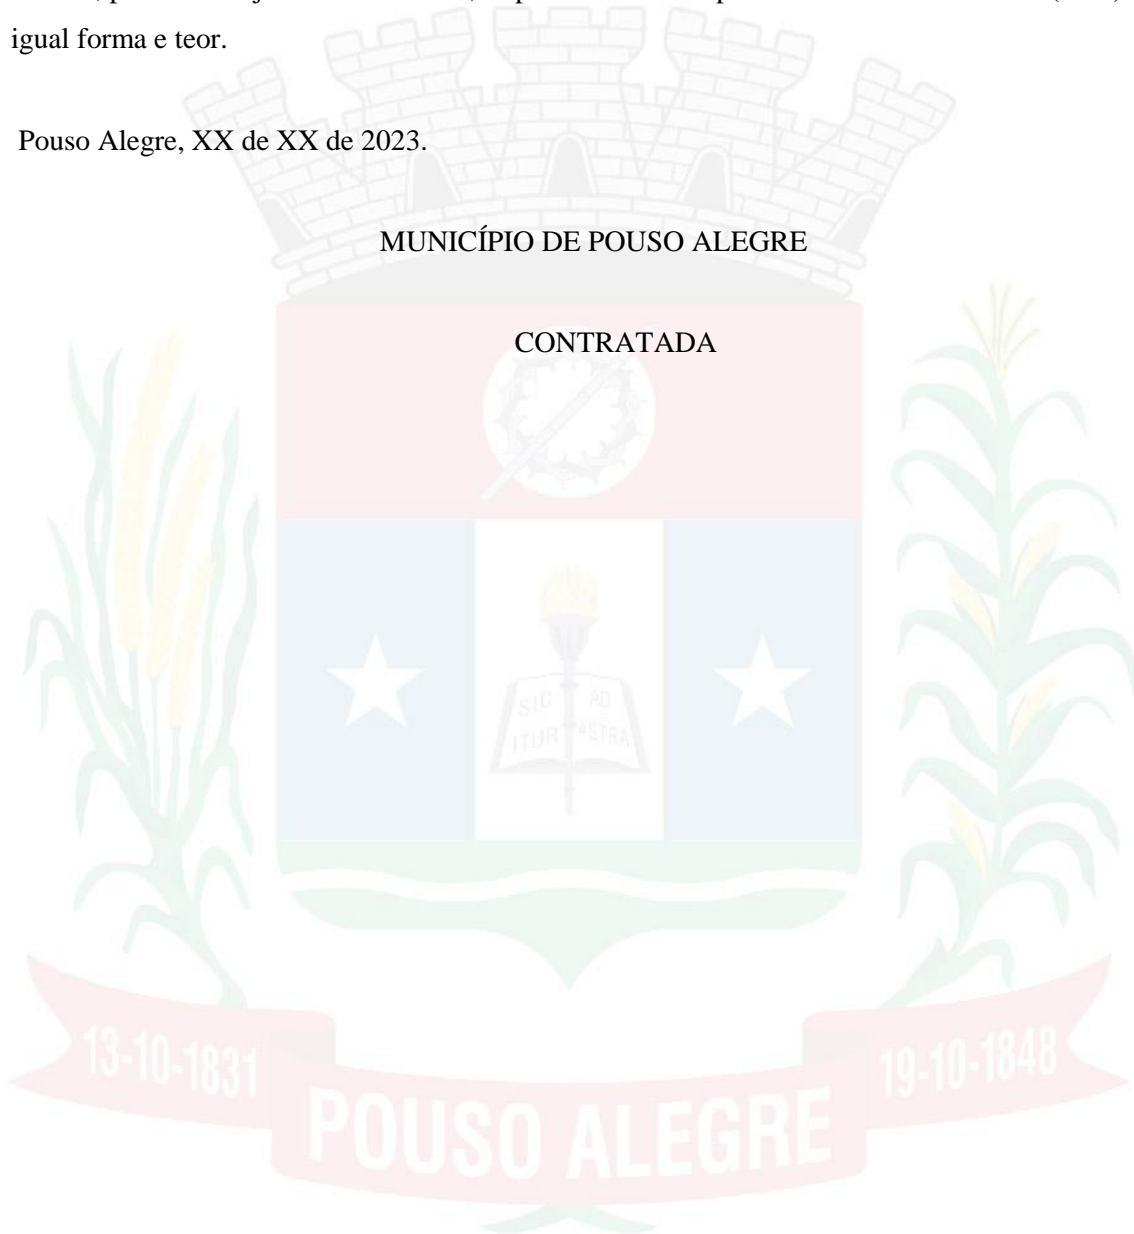 igual forma e teor.
Pouso Alegre, XX de XX de 2023.
MUNICÍPIO DE POUSO ALEGRE
CONTRATADA
SIC AD
ITUR ASTRA
13-10-1831
19-10-1848
POUSO ALEGRE